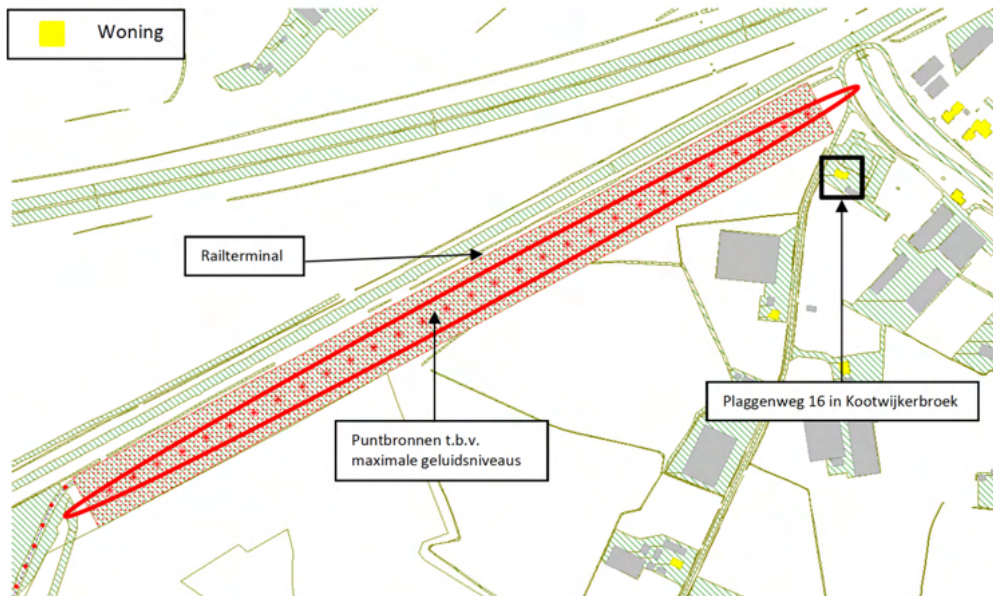 Woning
Railterminal
Plaggenweg 16 in Kootwijkerbroek
Puntbronnen t.b.v.
maximale geluidsniveaus